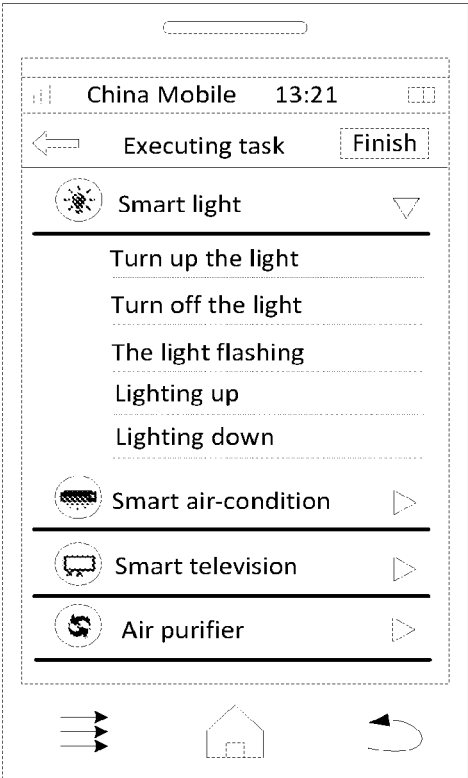 China Mobile 13:21
Executing task Finish
Smart light
Turn up the light
Turn off the light
The light flashing
Lighting up
Lighting down
Smart air-condition
Smart television
Air purifier